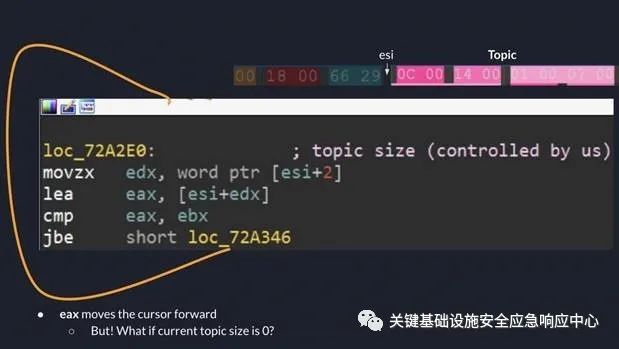 esi
Topic
00 18 00 66 29 0C 00 14 00 01 00 07 00
loc_72A2E0: ; topic size (controlled by us)
movzx edx, word ptr [esi+2]
lea eax, [esi+edx]
cmp eax, ebx
jbe short loc_72A346
eax moves the cursor forward
But! What if current topic size is 0?
关键基础设施安全应急响应中心